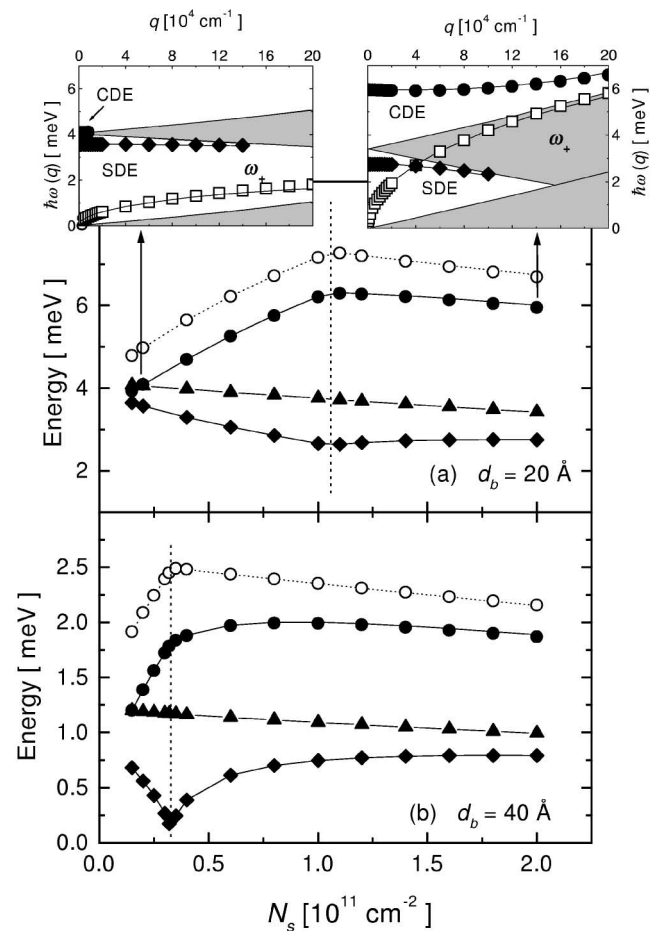 q [10⁴ cm⁻¹]
q [10⁴ cm⁻¹]
0 4 8 12 16 20
0 4 8 12 16 20
6
4
2
0
CDE
SDE
ω₊
6
4
2
0
CDE
SDE
ω₊
ħω(q) [ meV]
Energy [ meV]
6
4
2
(a) d_b = 20 Å
Energy [ meV]
2.5
2.0
1.5
1.0
0.5
0.0
(b) d_b = 40 Å
0.0 0.5 1.0 1.5 2.0
N_s [10¹¹ cm⁻²]